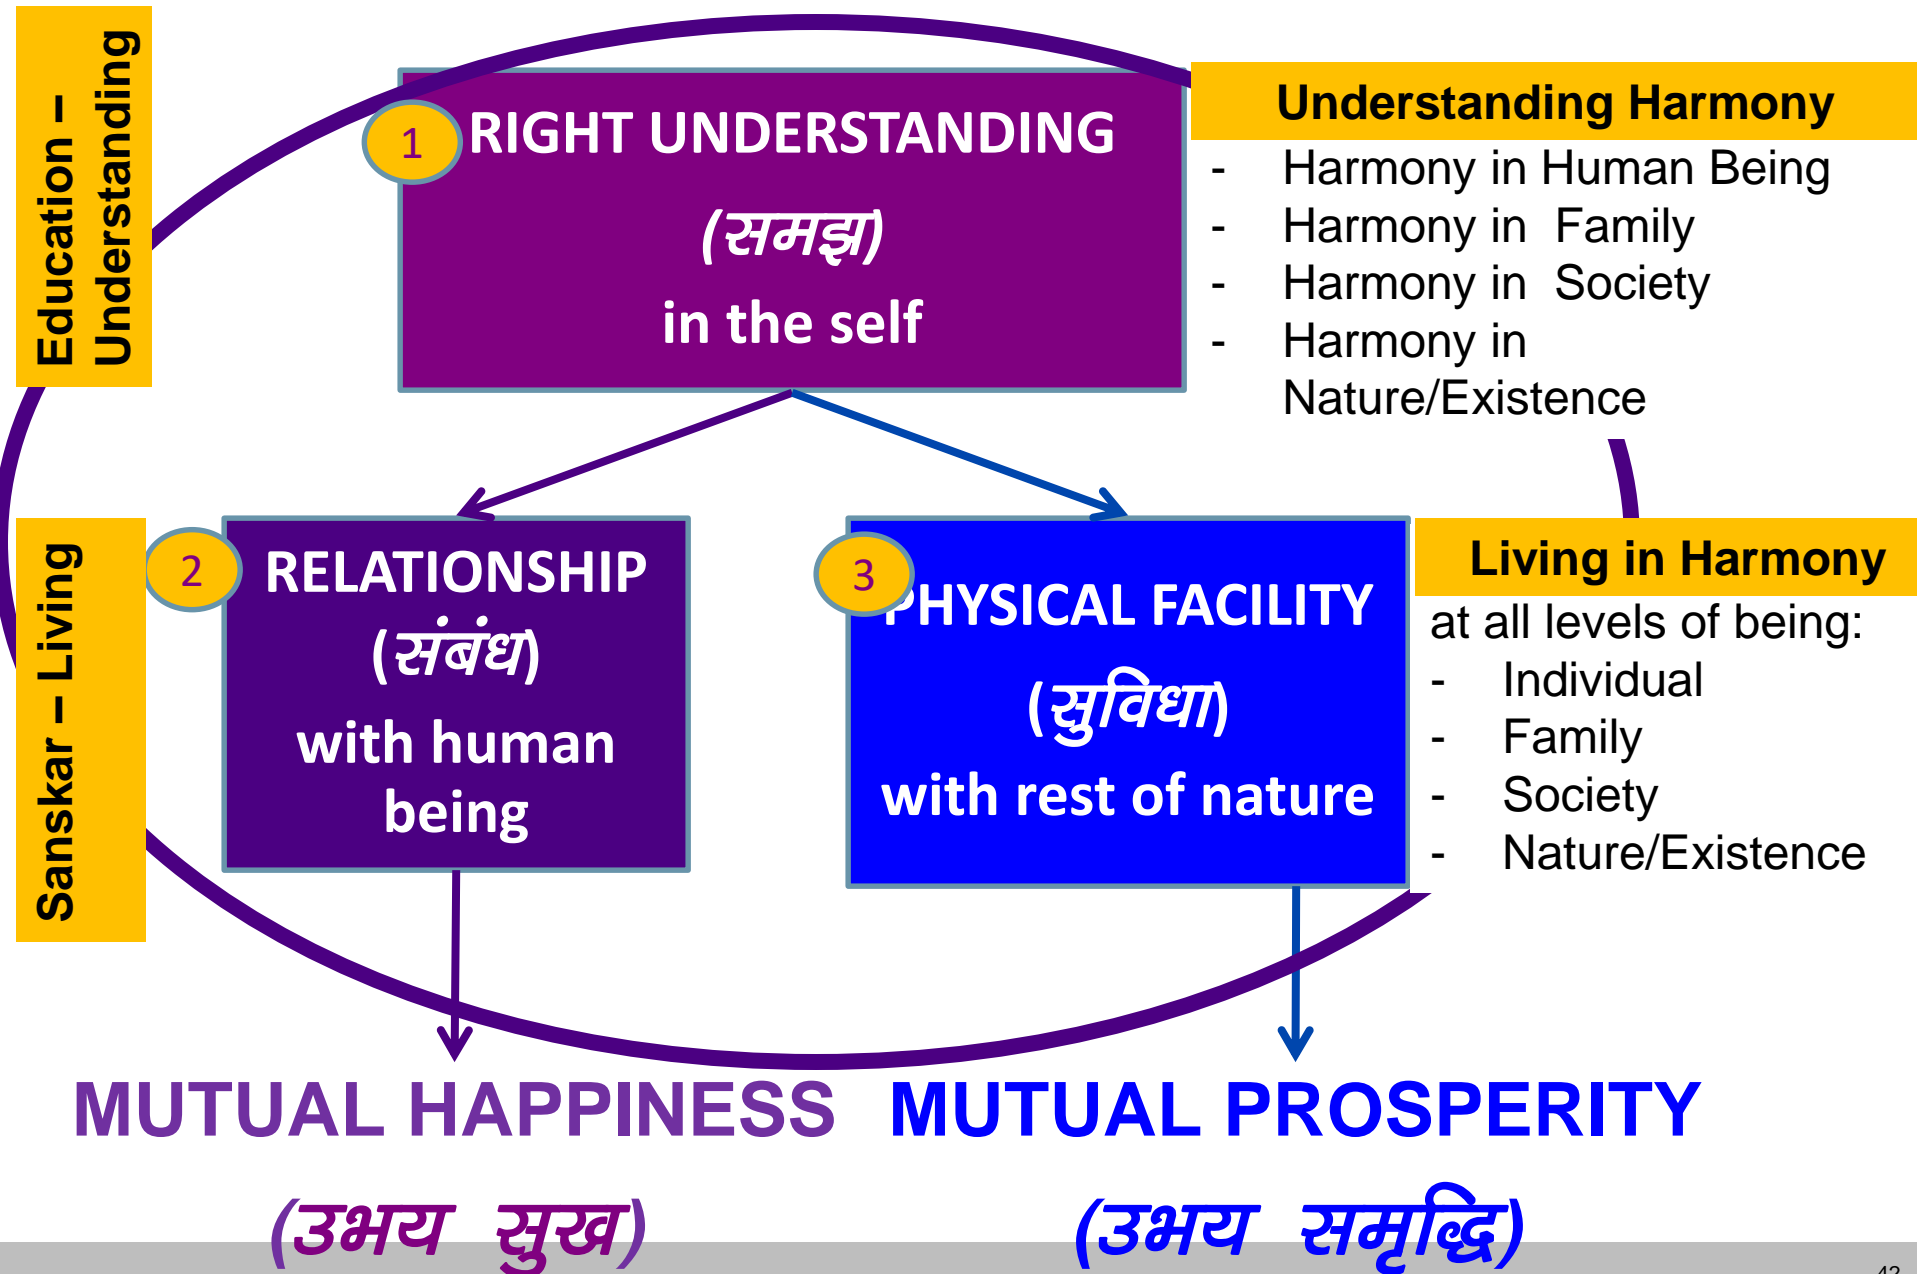 Education –
Understanding
1
RIGHT UNDERSTANDING
(समझ)
in the self
Understanding Harmony
- Harmony in Human Being
- Harmony in Family
- Harmony in Society
- Harmony in
Nature/Existence
Sanskar – Living
2
RELATIONSHIP
(संबंध)
with human
being
3
PHYSICAL FACILITY
(सुविधा)
with rest of nature
Living in Harmony
at all levels of being:
- Individual
- Family
- Society
- Nature/Existence
MUTUAL HAPPINESS
(उभय सुख)
MUTUAL PROSPERITY
(उभय समृद्धि)
42